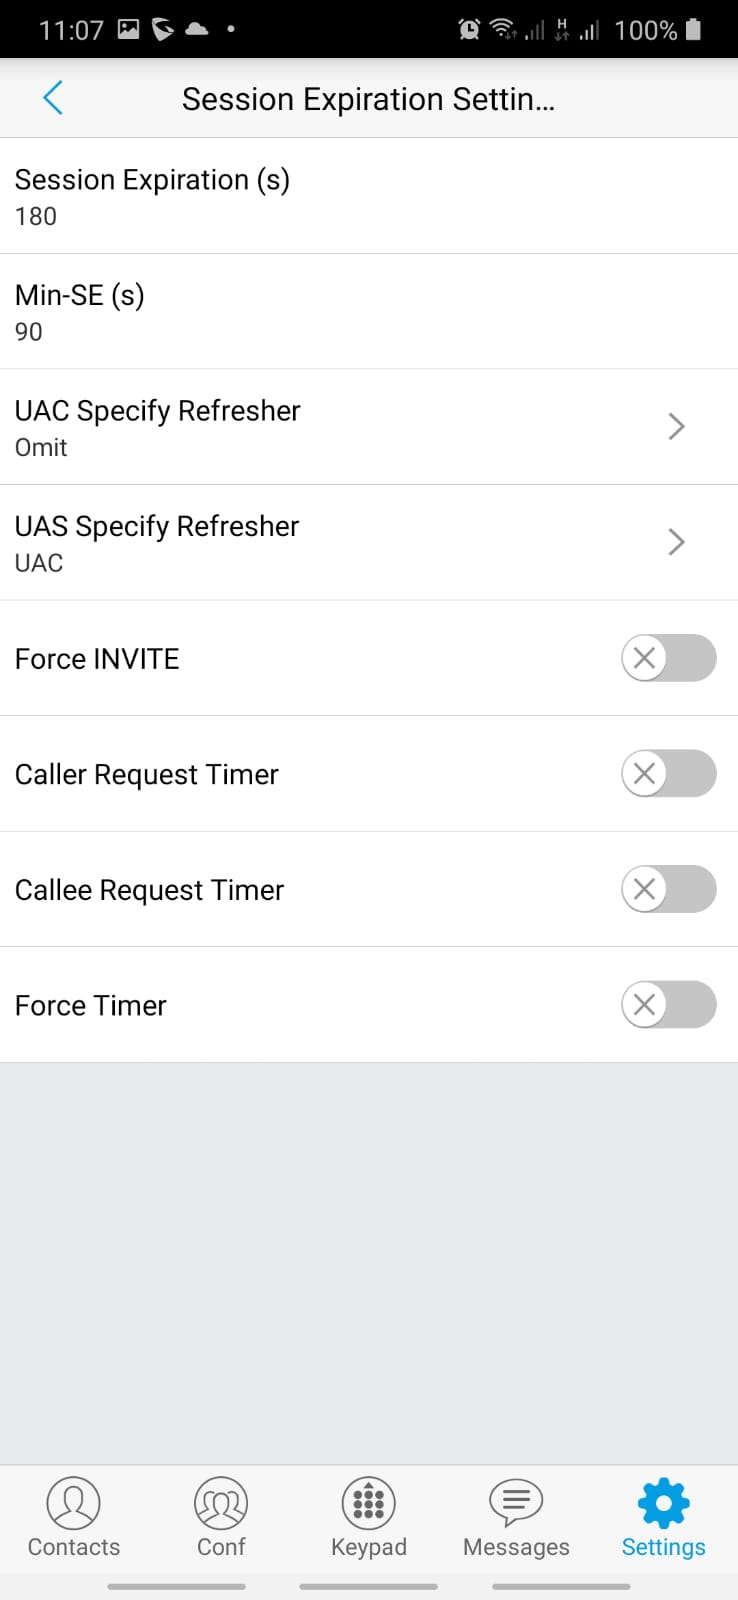 11:07
H
100%
Session Expiration Settin...
Session Expiration (s)
180
Min-SE (s)
90
UAC Specify Refresher
Omit
UAS Specify Refresher
UAC
Force INVITE
Caller Request Timer
Callee Request Timer
Force Timer
Contacts Conf Keypad Messages Settings